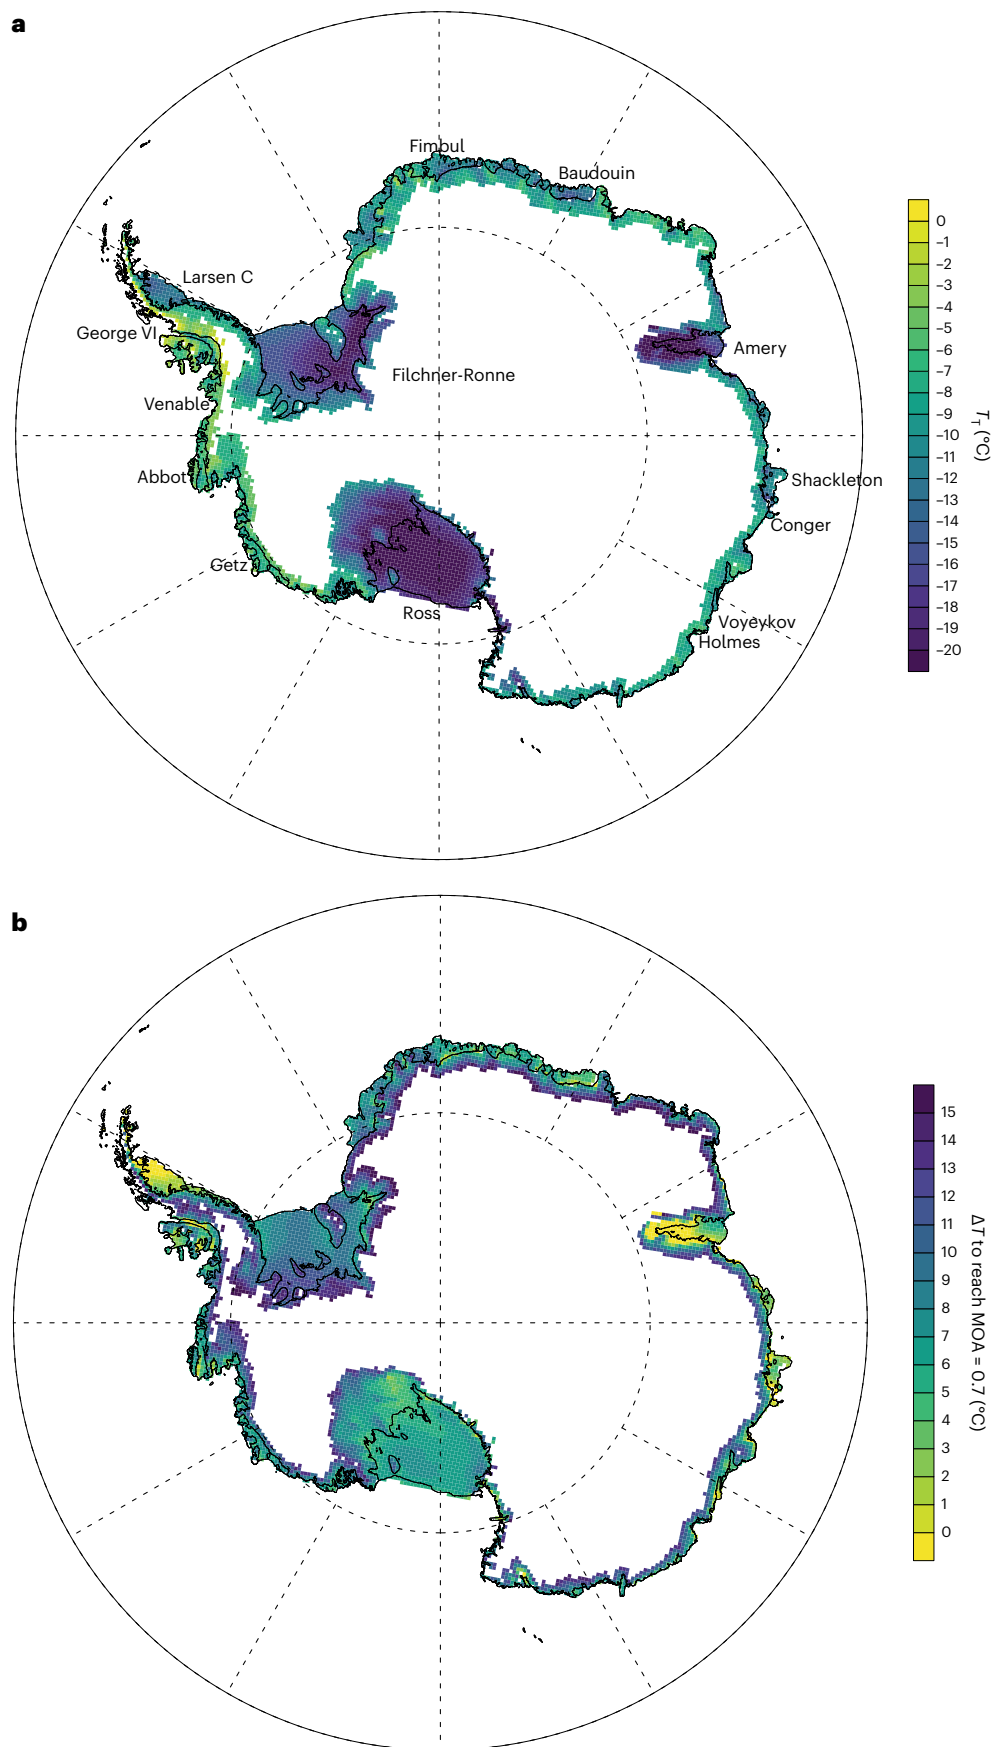 a
Fimbul
Baudouin
Larsen C
George VI
Amery
Filchner-Ronne
Venable
Abbot
Shackleton
Conger
Getz
Ross
Voyeykov
Holmes
0
–1
–2
–3
–4
–5
–6
–7
–8
–9
–10
–11
–12
–13
–14
–15
–16
–17
–18
–19
–20
T_T (°C)
b
15
14
13
12
11
10
9
8
7
6
5
4
3
2
1
0
ΔT to reach MOA = 0.7 (°C)